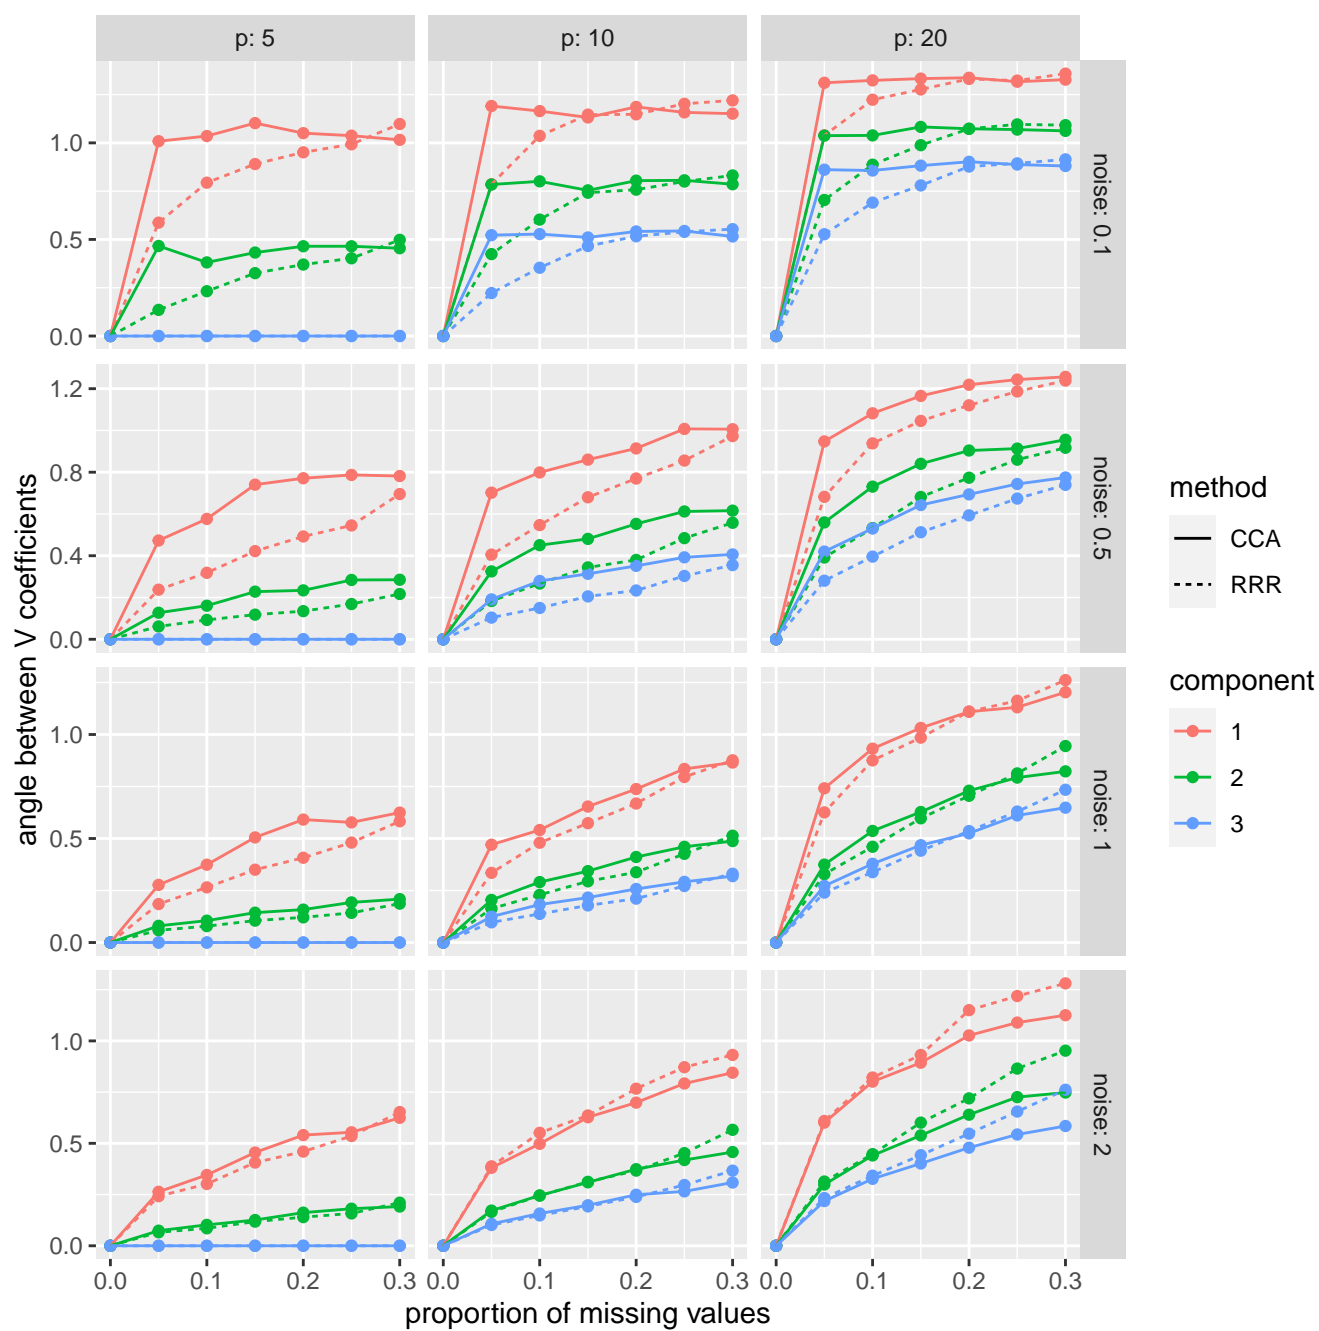 p: 5
p: 10
p: 20
1.0
0.5
0.0
noise: 0.1
1.2
0.8
0.4
0.0
noise: 0.5
1.0
0.5
0.0
noise: 1
1.0
0.5
0.0
noise: 2
0.0 0.1 0.2 0.3
0.0 0.1 0.2 0.3
0.0 0.1 0.2 0.3
proportion of missing values
angle between V coefficients
method
CCA
RRR
component
1
2
3